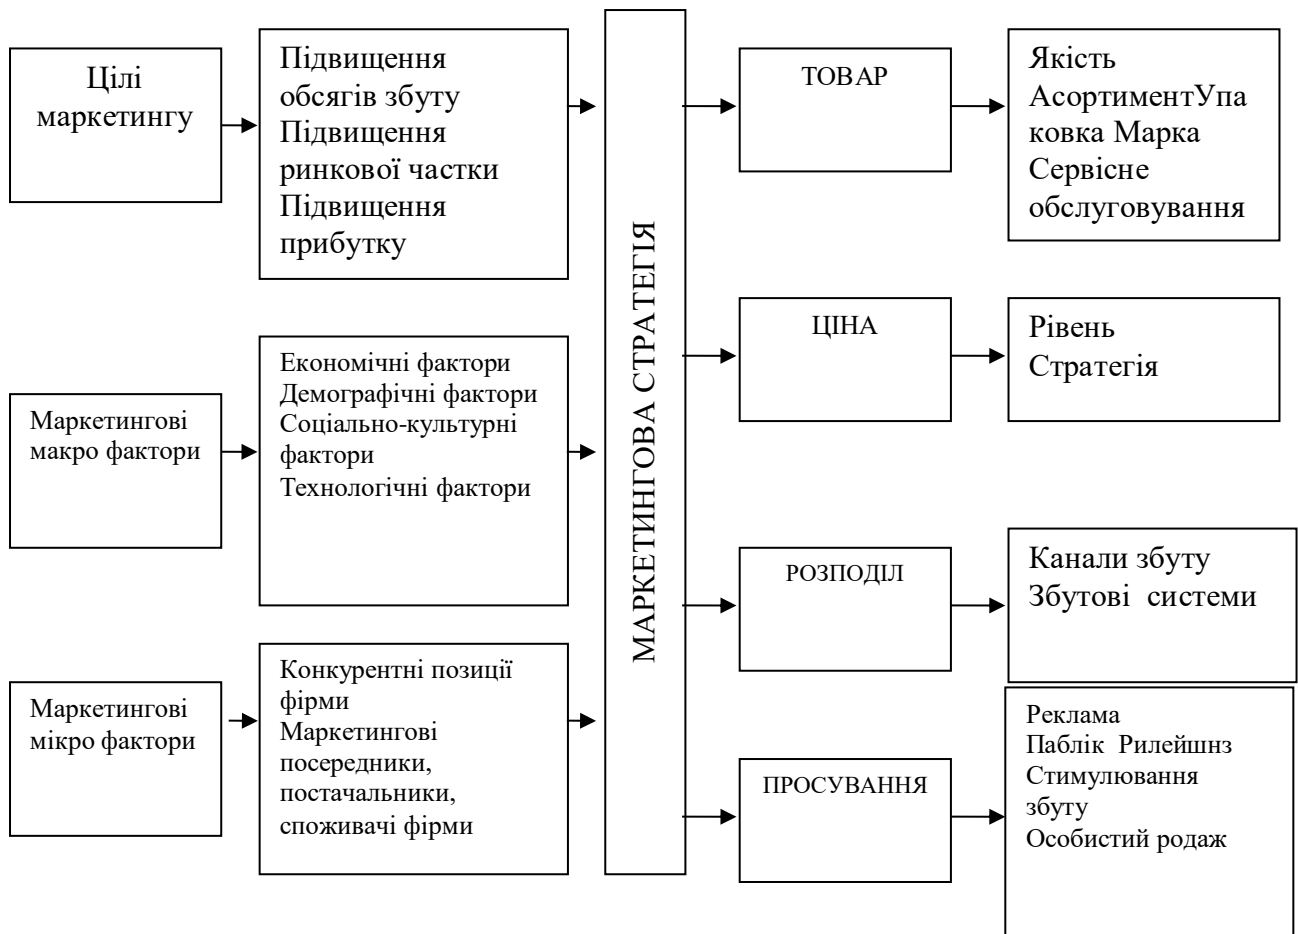 Цілі
маркетингу
Підвищення
обсягів збуту
Підвищення
ринкової частки
Підвищення
прибутку
Маркетингові
макро фактори
Економічні фактори
Демографічні фактори
Соціально-культурні
фактори
Технологічні фактори
Маркетингові
мікро фактори
Конкурентні позиції
фірми
Маркетингові
посередники,
постачальники,
споживачі фірми
МАРКЕТИНГОВА СТРАТЕГІЯ
ТОВАР
Якість
АсортиментУпа
ковка Марка
Сервісне
обслуговування
ЦІНА
Рівень
Стратегія
РОЗПОДІЛ
Канали збуту
Збутові системи
ПРОСУВАННЯ
Реклама
Паблік Рилейшнз
Стимулювання
збуту
Особистий родаж